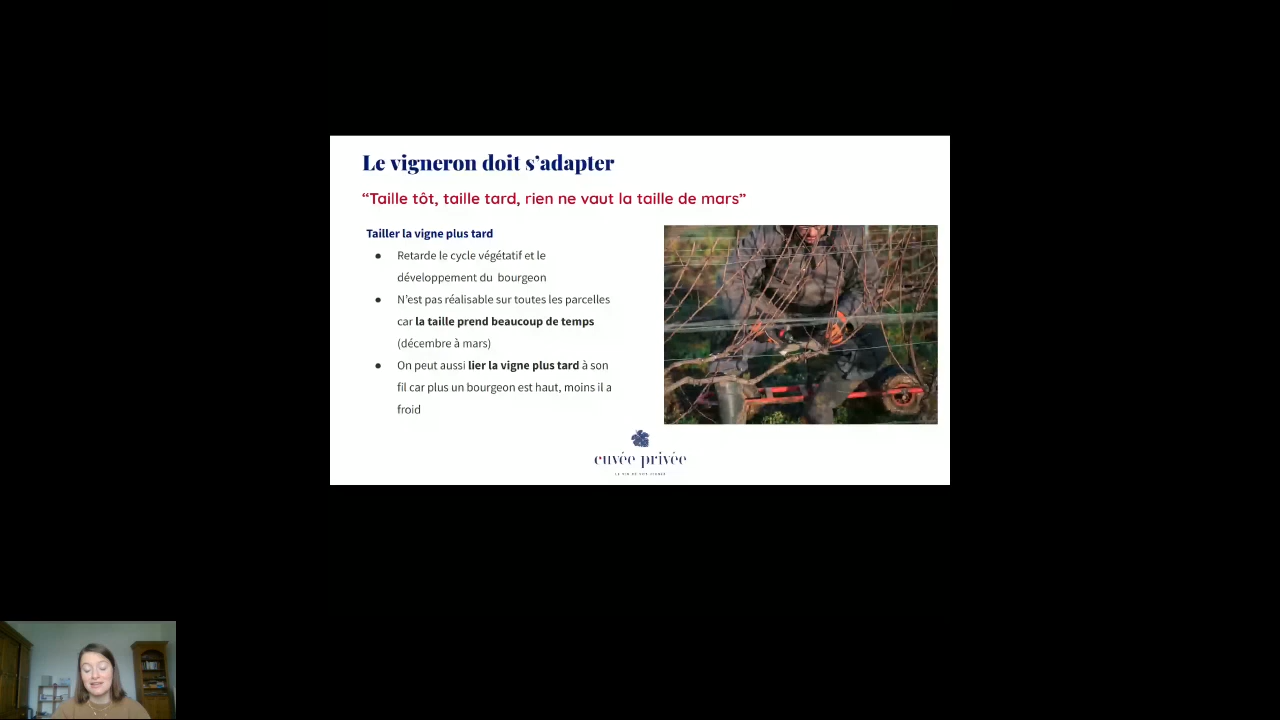 Le vigneron doit s’adapter
“Taille tôt, taille tard, rien ne vaut la taille de mars”
Tailler la vigne plus tard
● Retarde le cycle végétatif et le
développement du bourgeon
● N’est pas réalisable sur toutes les parcelles
car la taille prend beaucoup de temps
(décembre à mars)
● On peut aussi lier la vigne plus tard à son
fil car plus un bourgeon est haut, moins il a
froid
cuvée privée